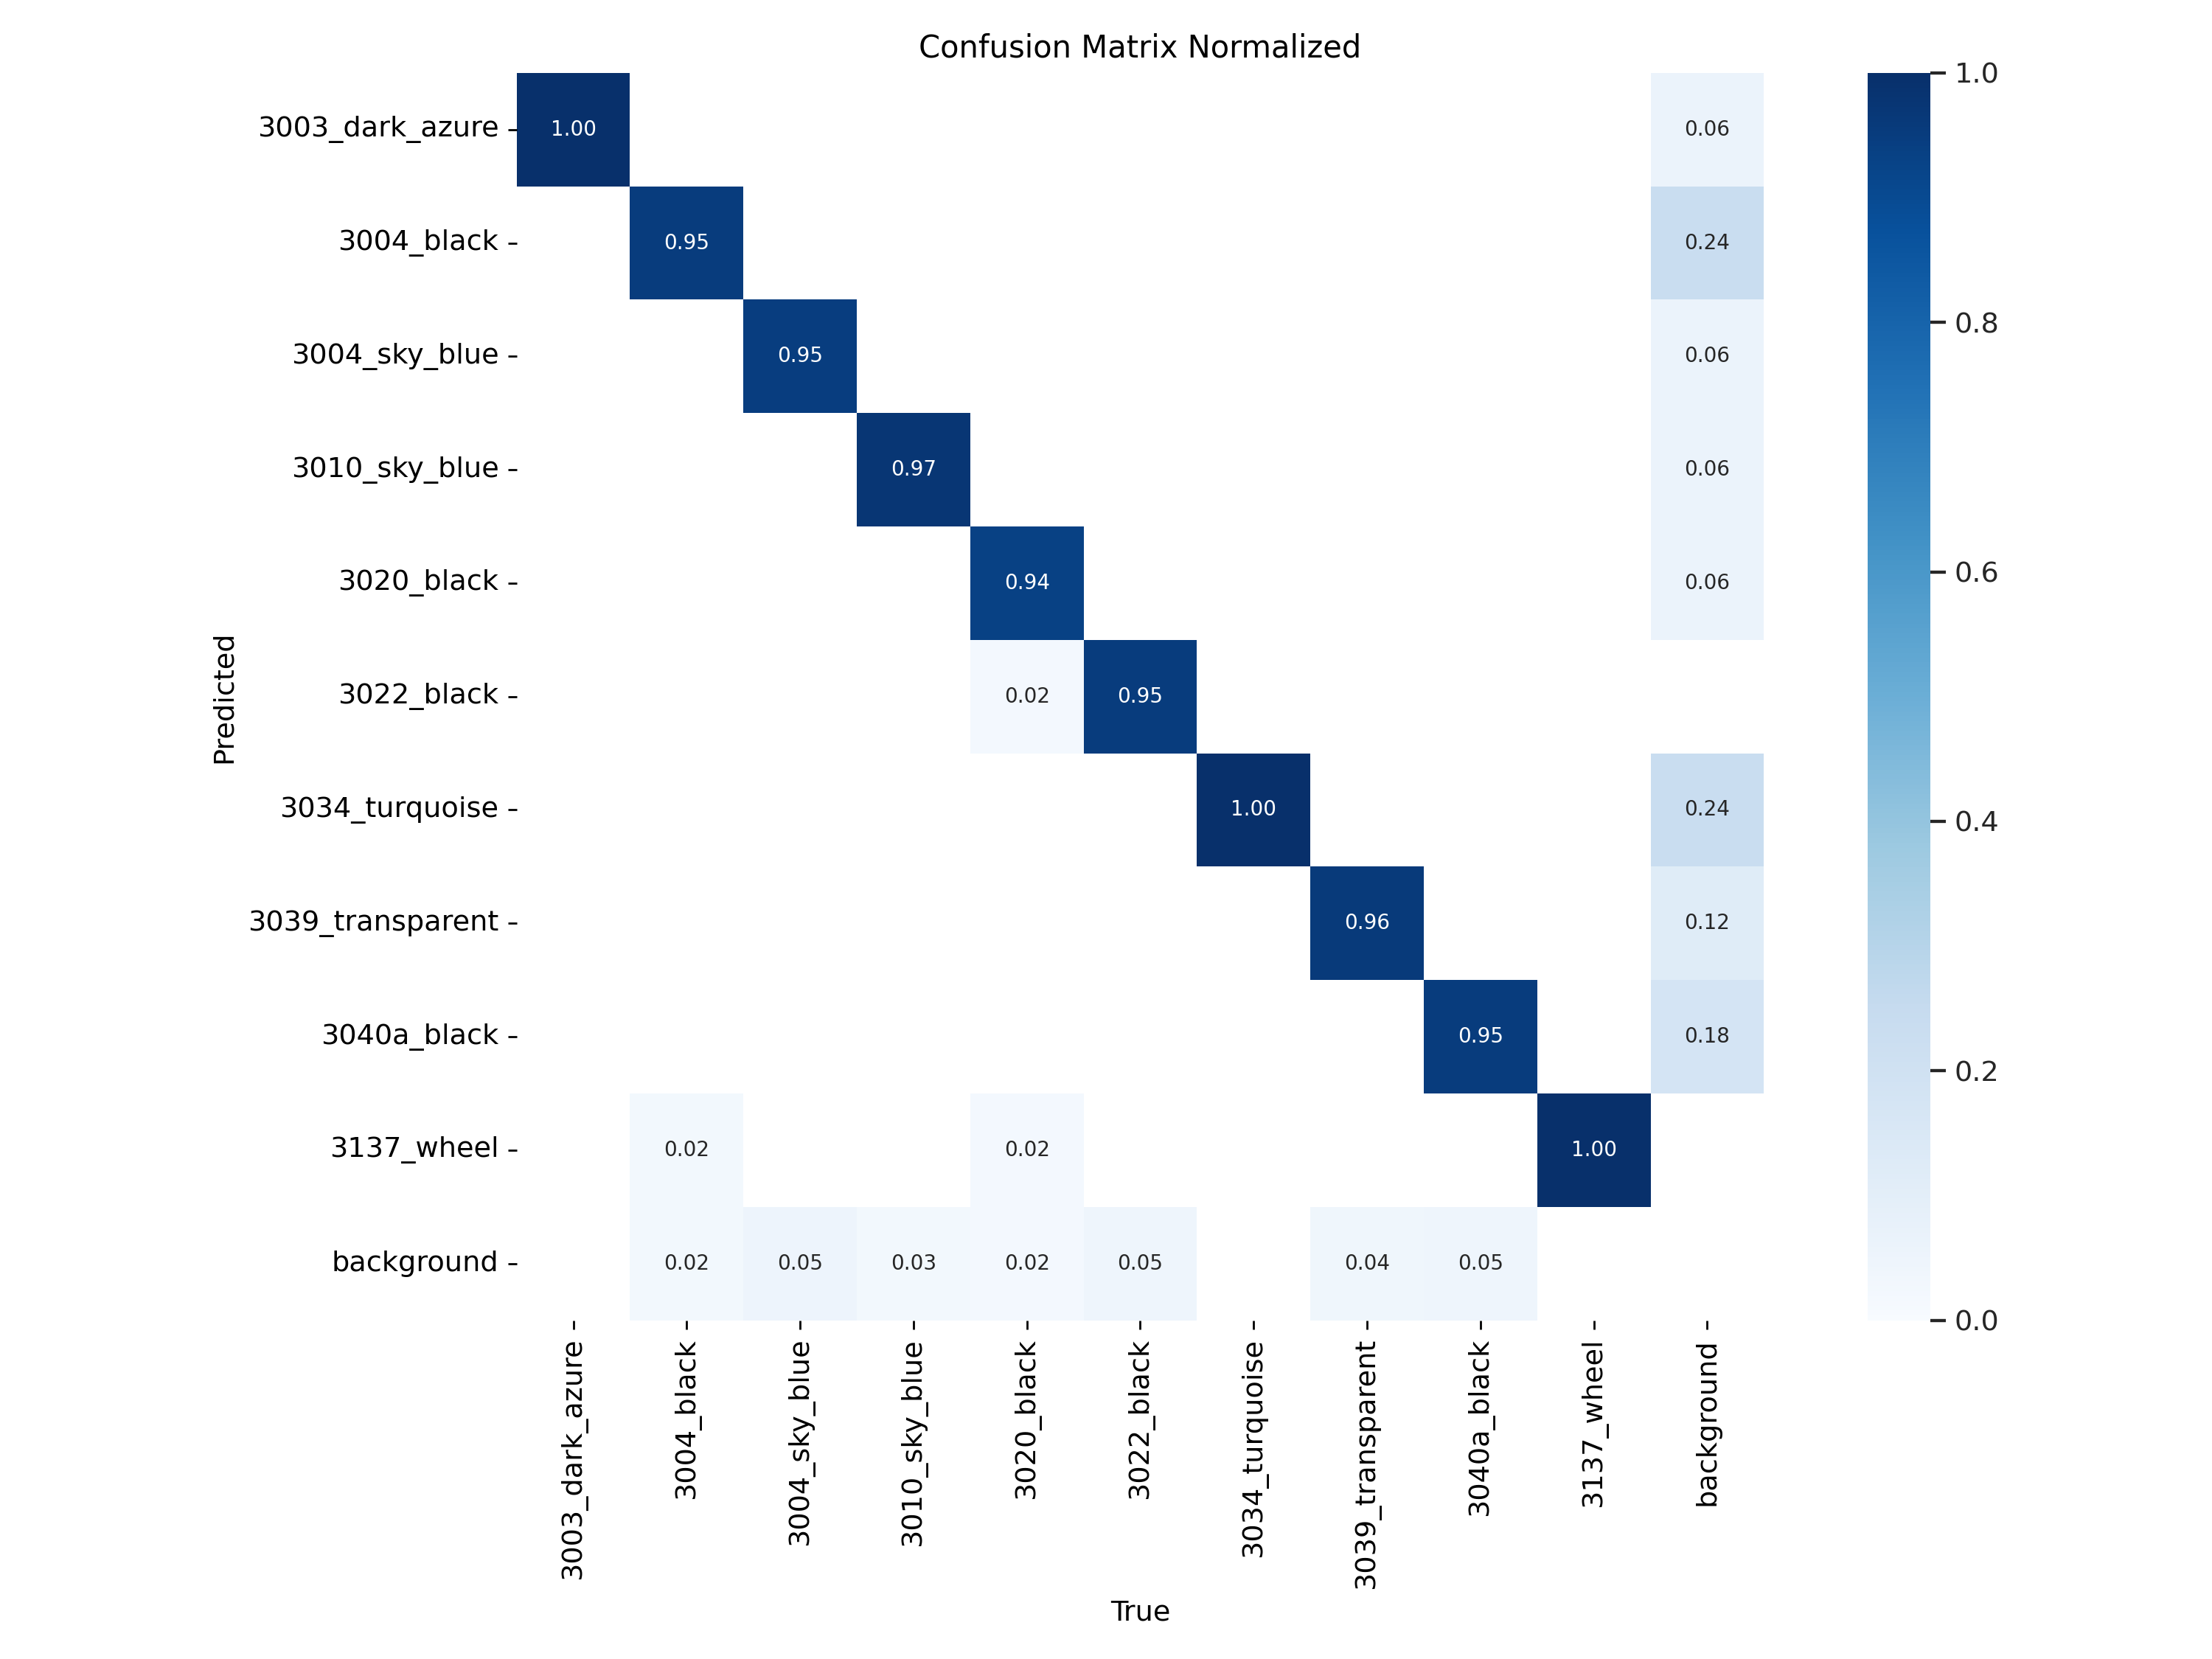 Confusion Matrix Normalized
3003_dark_azure 1.00 0.06
3004_black 0.95 0.24
3004_sky_blue 0.95 0.06
3010_sky_blue 0.97 0.06
3020_black 0.94 0.06
3022_black 0.02 0.95
3034_turquoise 1.00 0.24
3039_transparent 0.96 0.12
3040a_black 0.95 0.18
3137_wheel 0.02 0.02 1.00
background 0.02 0.05 0.03 0.02 0.05 0.04 0.05
Predicted
3003_dark_azure
3004_black
3004_sky_blue
3010_sky_blue
3020_black
3022_black
3034_turquoise
3039_transparent
3040a_black
3137_wheel
background
True
1.0
0.8
0.6
0.4
0.2
0.0